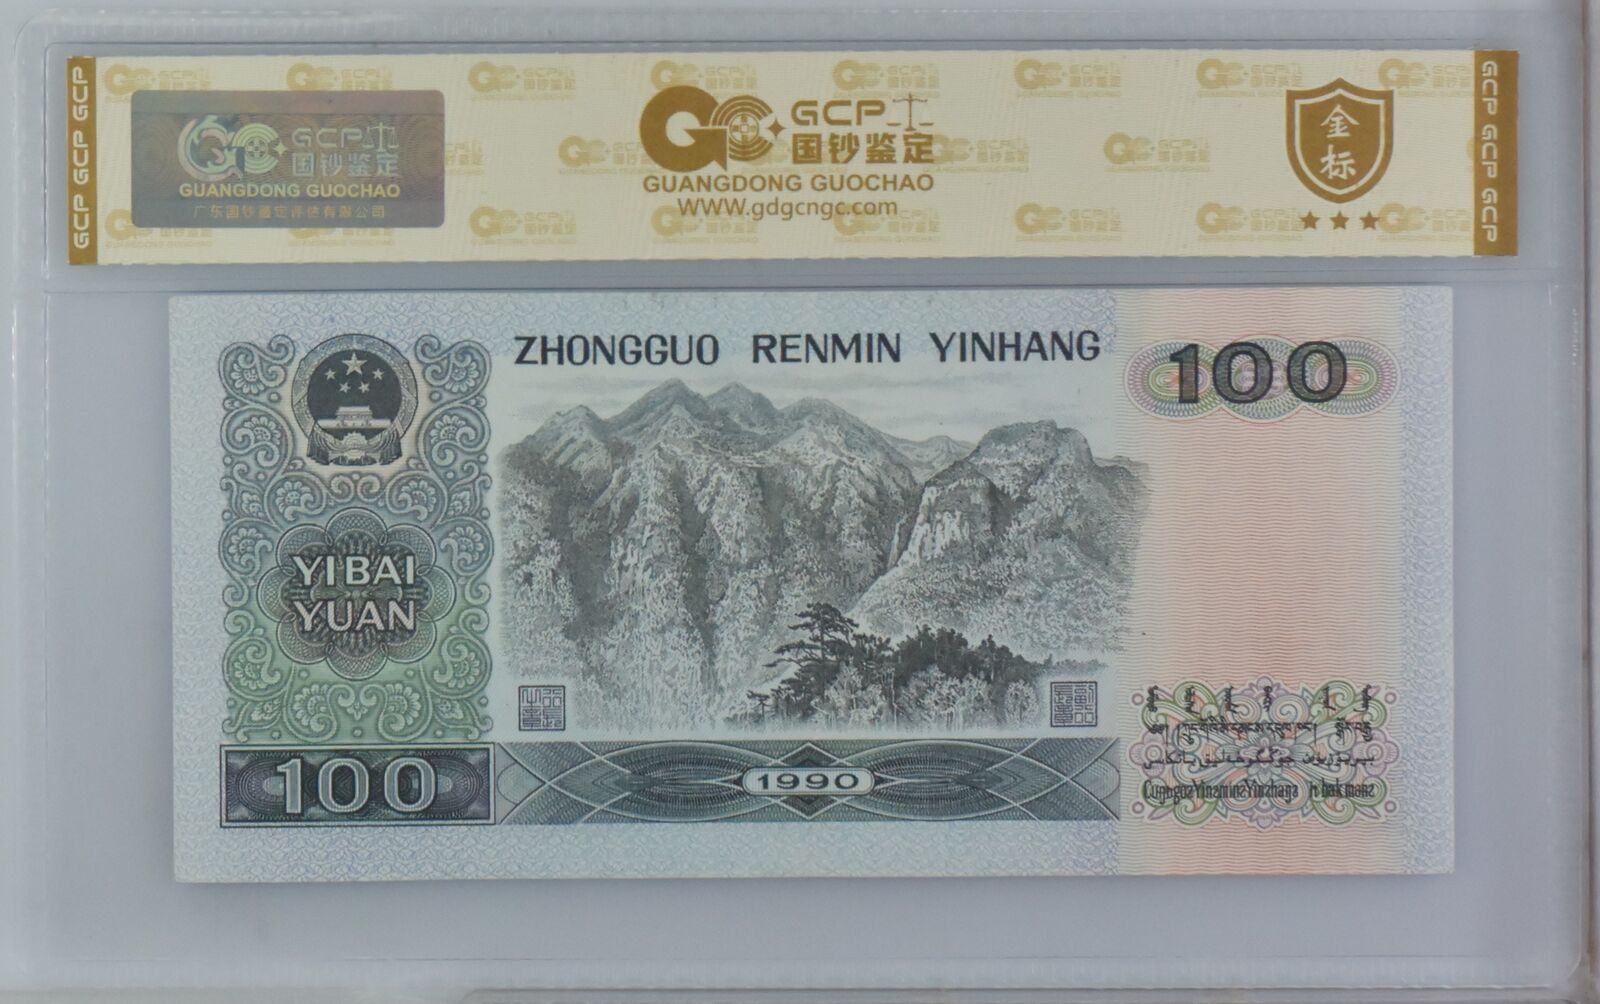 GCP GCP GCP
GCP 国钞鉴定
GUANGDONG GUOCHAO
广东国钞鉴定评估有限公司
GCP
国钞鉴定
GUANGDONG GUOCHAO
WWW.gdgcngc.com
金
标
GCP GCP GCP
ZHONGGUO RENMIN YINHANG
100
YIBAI
YUAN
100
1990